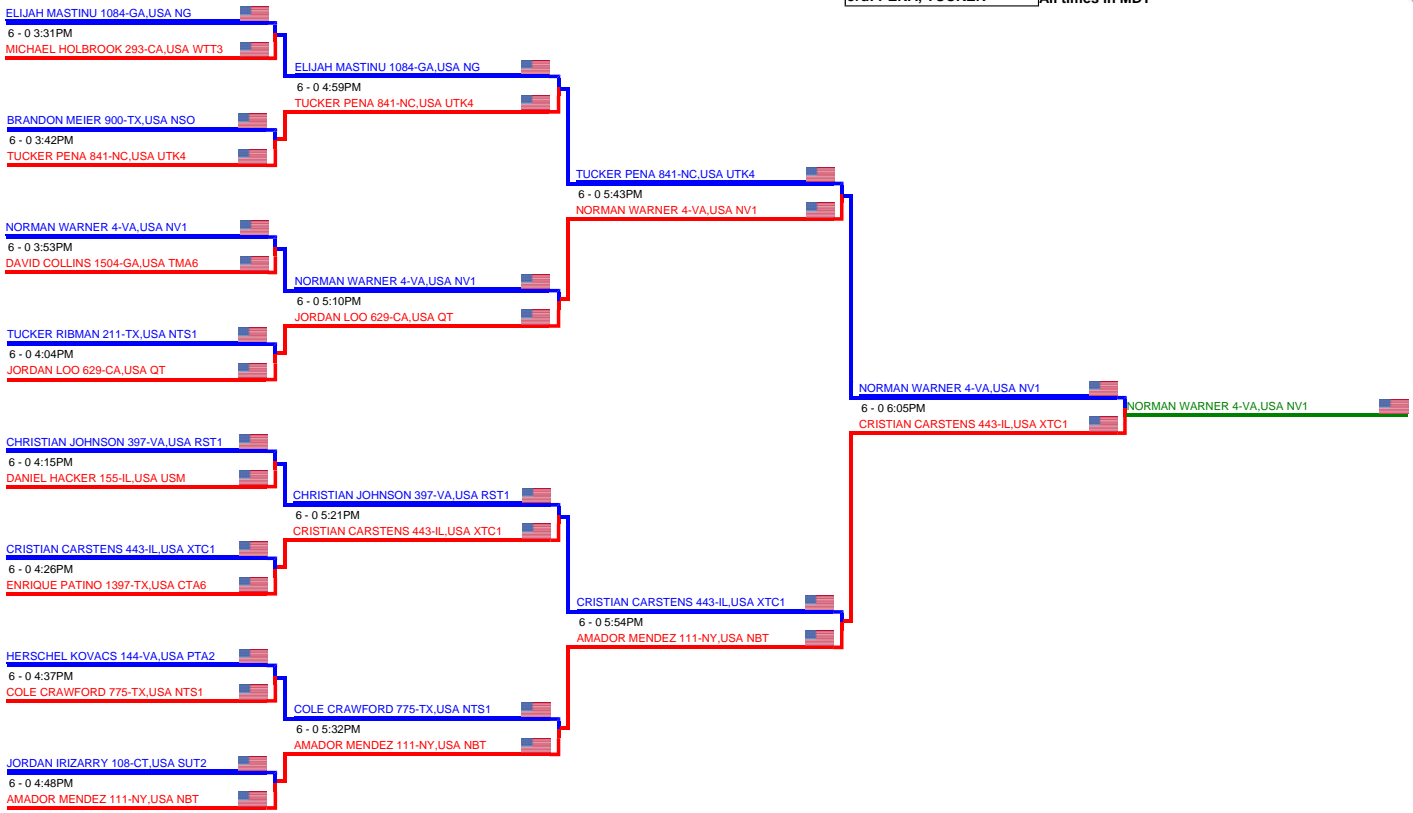 3rd: PENA, TUCKER
All times in MDT
ELIJAH MASTINU 1084-GA,USA NG
6 - 0 3:31PM
MICHAEL HOLBROOK 293-CA,USA WTT3
BRANDON MEIER 900-TX,USA NSO
6 - 0 3:42PM
TUCKER PENA 841-NC,USA UTK4
NORMAN WARNER 4-VA,USA NV1
6 - 0 3:53PM
DAVID COLLINS 1504-GA,USA TMA6
TUCKER RIBMAN 211-TX,USA NTS1
6 - 0 4:04PM
JORDAN LOO 629-CA,USA QT
CHRISTIAN JOHNSON 397-VA,USA RST1
6 - 0 4:15PM
DANIEL HACKER 155-IL,USA USM
CRISTIAN CARSTENS 443-IL,USA XTC1
6 - 0 4:26PM
ENRIQUE PATINO 1397-TX,USA CTA6
HERSCHEL KOVACS 144-VA,USA PTA2
6 - 0 4:37PM
COLE CRAWFORD 775-TX,USA NTS1
JORDAN IRIZARRY 108-CT,USA SUT2
6 - 0 4:48PM
AMADOR MENDEZ 111-NY,USA NBT
ELIJAH MASTINU 1084-GA,USA NG
6 - 0 4:59PM
TUCKER PENA 841-NC,USA UTK4
NORMAN WARNER 4-VA,USA NV1
6 - 0 5:10PM
JORDAN LOO 629-CA,USA QT
CHRISTIAN JOHNSON 397-VA,USA RST1
6 - 0 5:21PM
CRISTIAN CARSTENS 443-IL,USA XTC1
COLE CRAWFORD 775-TX,USA NTS1
6 - 0 5:32PM
AMADOR MENDEZ 111-NY,USA NBT
TUCKER PENA 841-NC,USA UTK4
6 - 0 5:43PM
NORMAN WARNER 4-VA,USA NV1
CRISTIAN CARSTENS 443-IL,USA XTC1
6 - 0 5:54PM
AMADOR MENDEZ 111-NY,USA NBT
NORMAN WARNER 4-VA,USA NV1
6 - 0 6:05PM
CRISTIAN CARSTENS 443-IL,USA XTC1
NORMAN WARNER 4-VA,USA NV1